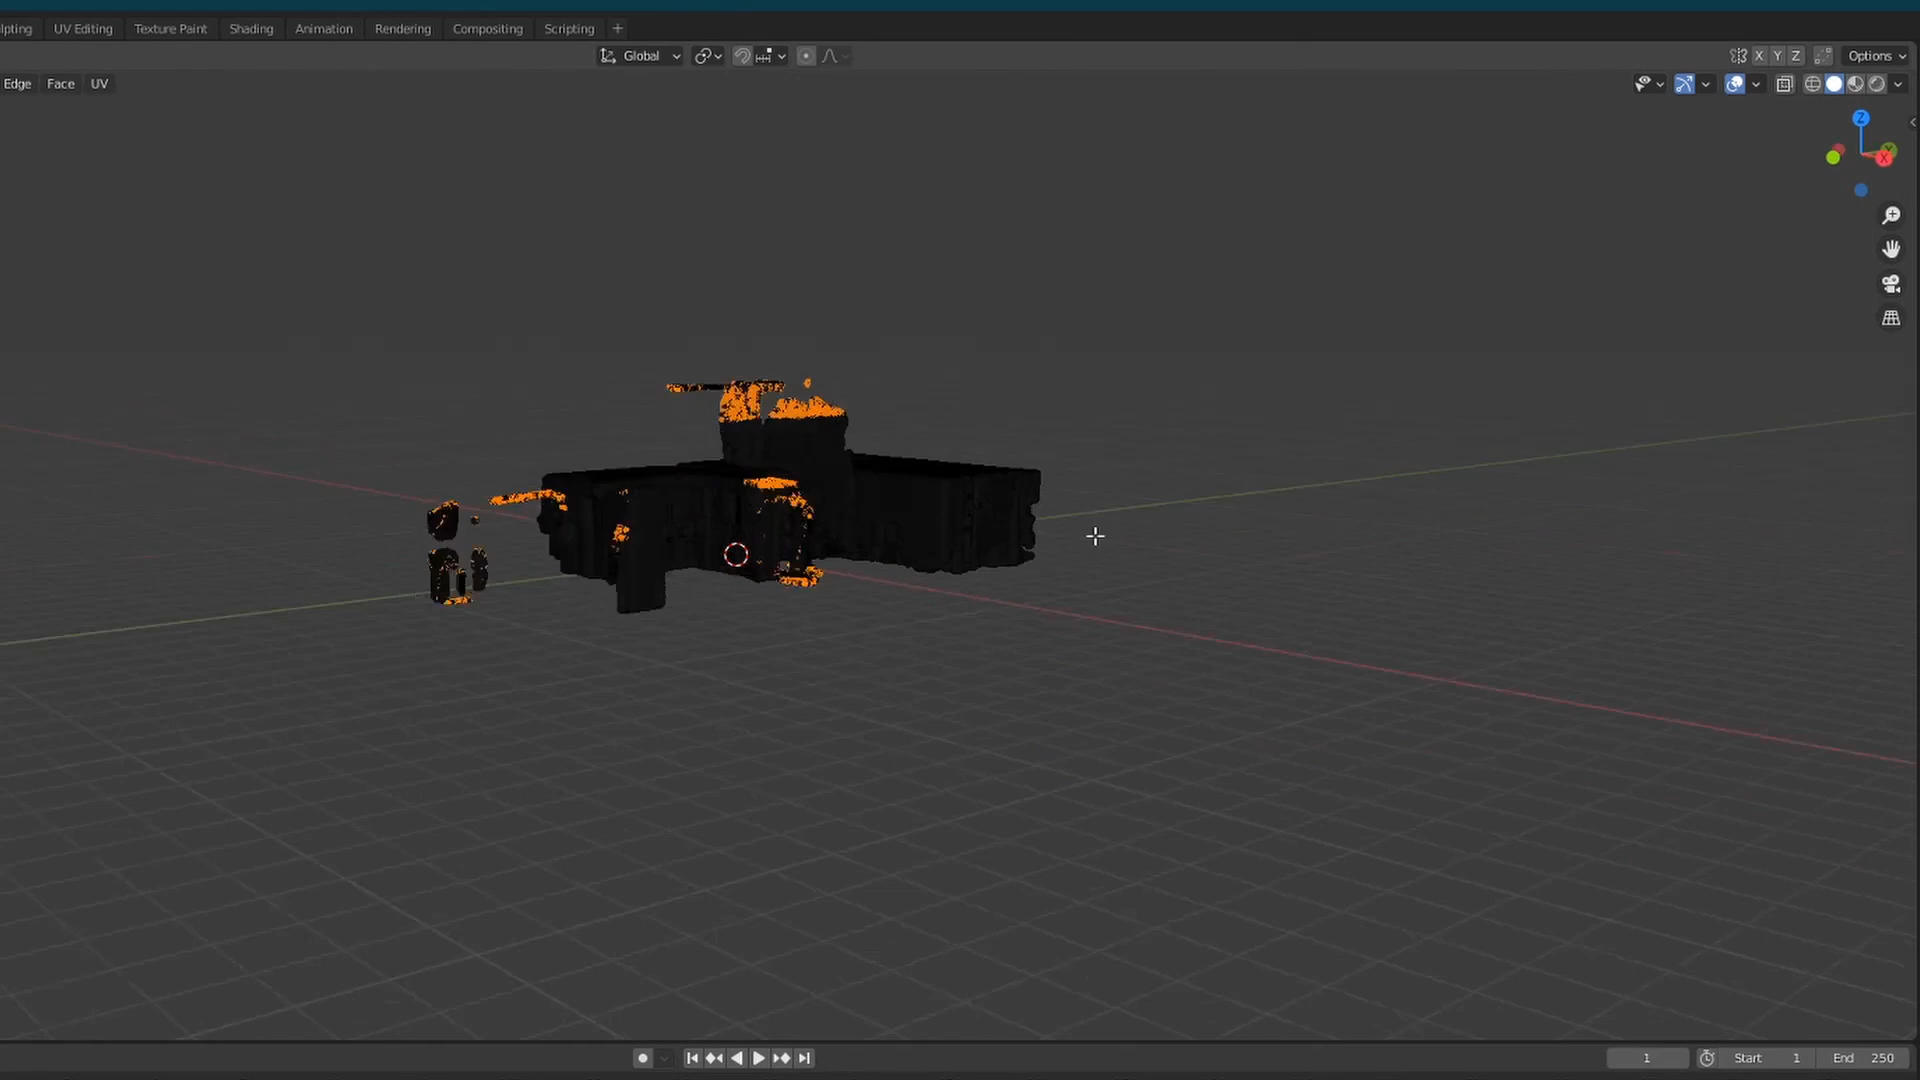 lpting UV Editing Texture Paint Shading Animation Rendering Compositing Scripting +
Global X Y Z Options
Edge Face UV
Z
Y
X
1 Start 1 End 250